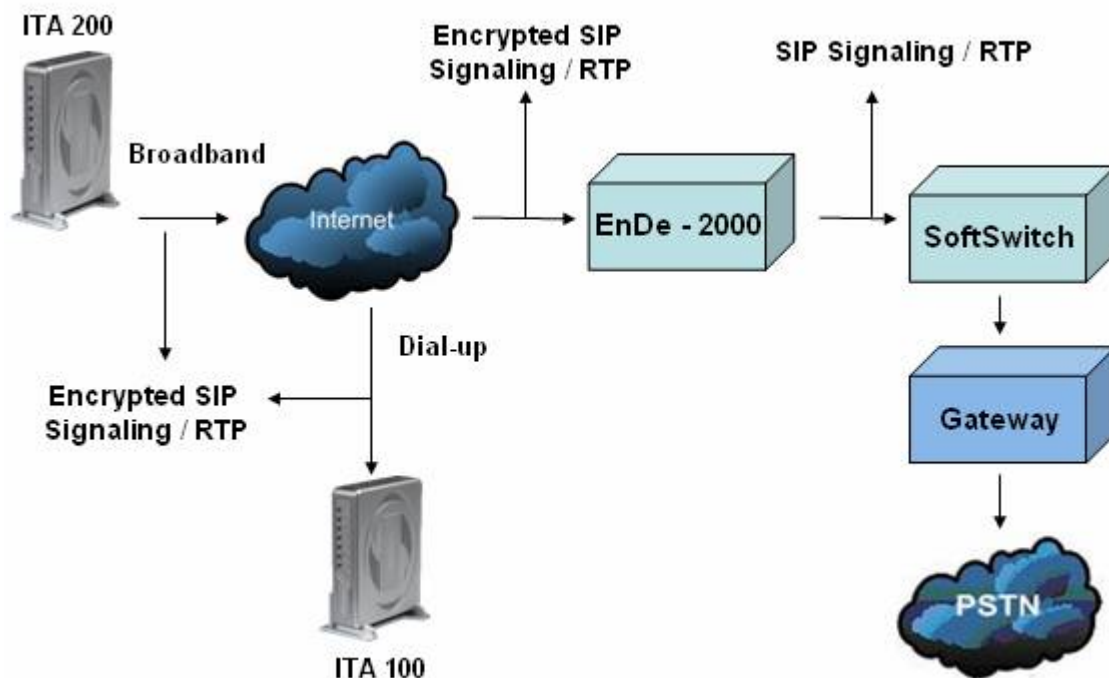 ITA 200
Encrypted SIP
Signaling / RTP
SIP Signaling / RTP
Broadband
Internet
EnDe - 2000
SoftSwitch
Dial-up
Encrypted SIP
Signaling / RTP
Gateway
PSTN
ITA 100